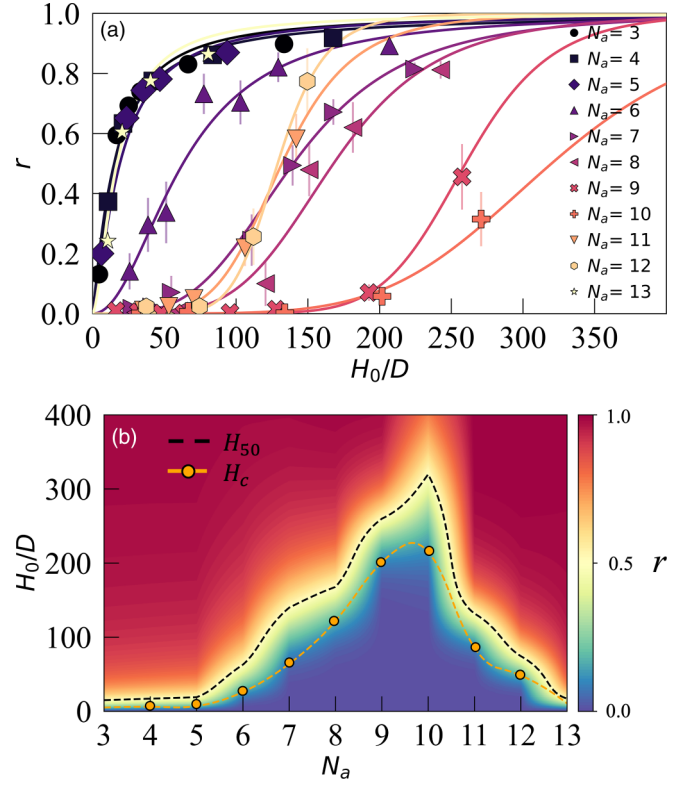 (a)
1.0
0.8
0.6
0.4
0.2
0.0
r
0 50 100 150 200 250 300 350
H₀/D
Nₐ = 3
Nₐ = 4
Nₐ = 5
Nₐ = 6
Nₐ = 7
Nₐ = 8
Nₐ = 9
Nₐ = 10
Nₐ = 11
Nₐ = 12
Nₐ = 13
(b)
H₅₀
H_c
400
300
200
100
0
H₀/D
3 4 5 6 7 8 9 10 11 12 13
Nₐ
1.0
0.5
0.0
r